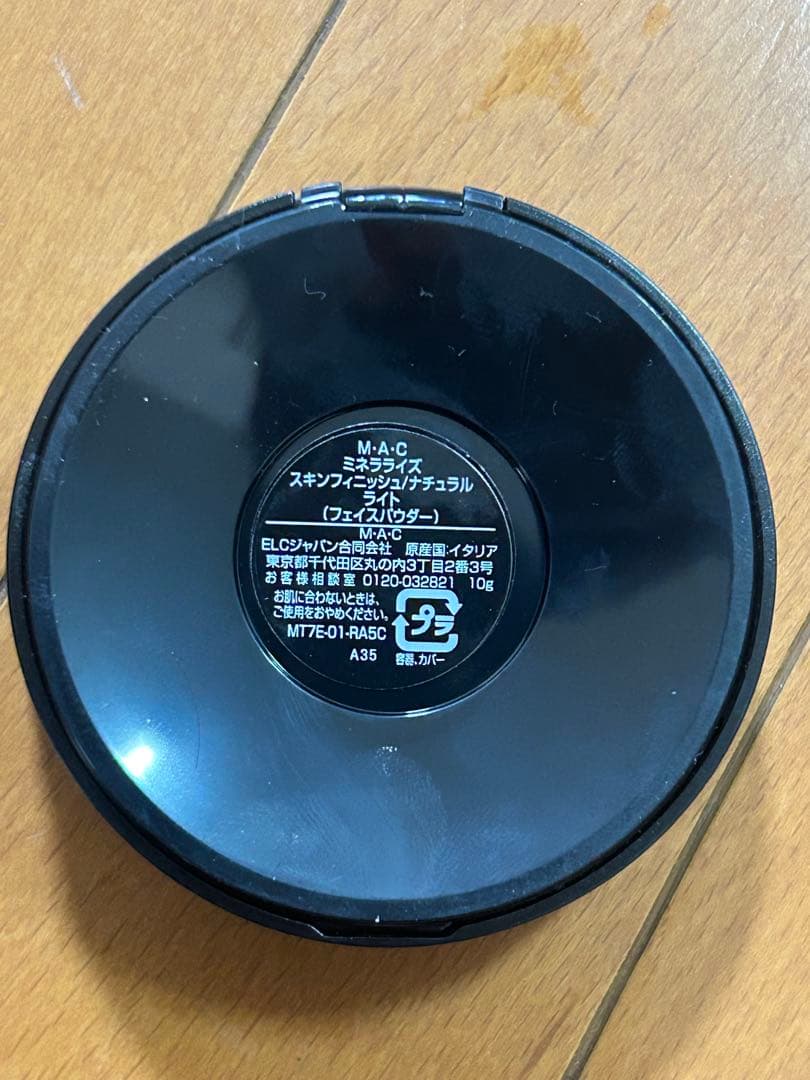 M・A・C
ミネラライズ
スキンフィニッシュ/ナチュラル
ライト
(フェイスパウダー)
M・A・C
ELCジャパン合同会社 原産国:イタリア
東京都千代田区丸の内3丁目2番3号
お客様相談室 0120-032821 10g
お肌に合わないときは、
ご使用をおやめください。
プラ
MT7E-01-RA5C
A35 容器、カバー